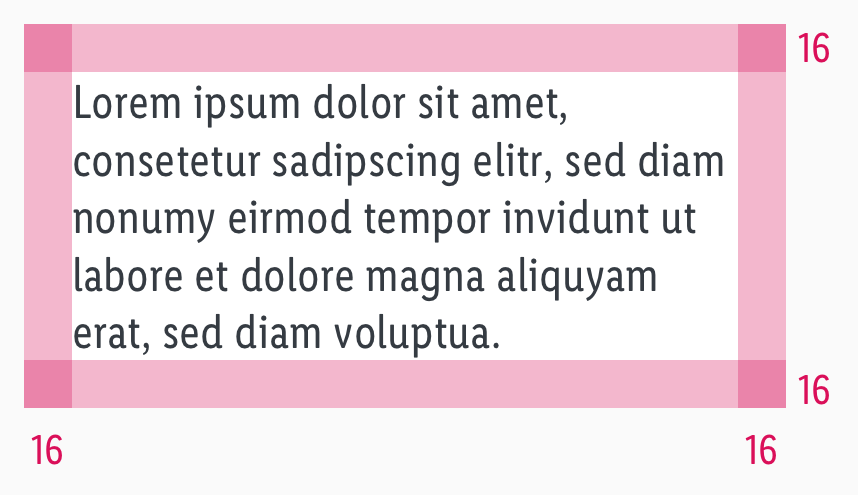 16
Lorem ipsum dolor sit amet,
consetetur sadipscing elitr, sed diam
nonumy eirmod tempor invidunt ut
labore et dolore magna aliquyam
erat, sed diam voluptua.
16
16 16